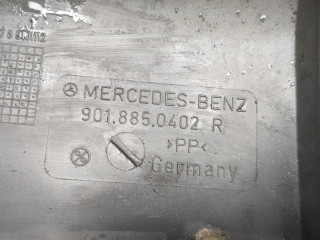 MERCEDES-BENZ
901.885.0402 R
>PP<
Germany